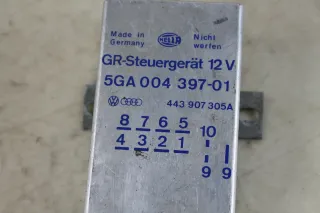 Made in Nicht
Germany HELLA werfen
GR-Steuergerät 12 V
5GA 004 397-01
443 907 305A
8 7 6 5
4 3 2 1 10
9 9